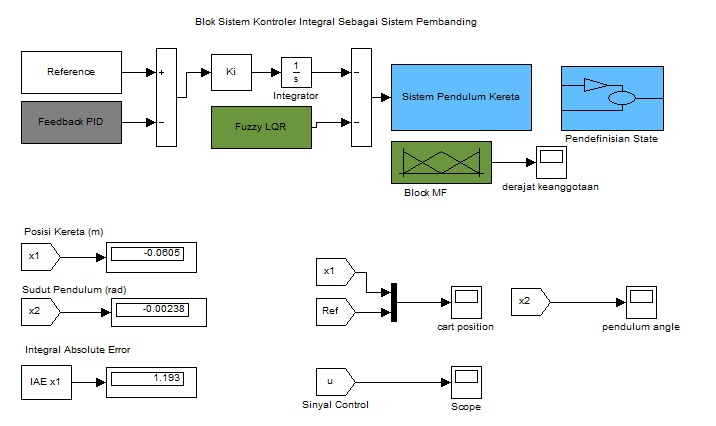 Blok Sistem Kontroler Integral Sebagai Sistem Pembanding
Reference
+
Ki
1
s
Integrator
−
Sistem Pendulum Kereta
Pendefinisian State
Feedback PID
−
Fuzzy LQR
−
Block MF
derajat keanggotaan
Posisi Kereta (m)
x1
-0.0605
Sudut Pendulum (rad)
x2
-0.00238
Integral Absolute Error
IAE x1
1.193
x1
Ref
cart position
x2
pendulum angle
u
Sinyal Control
Scope